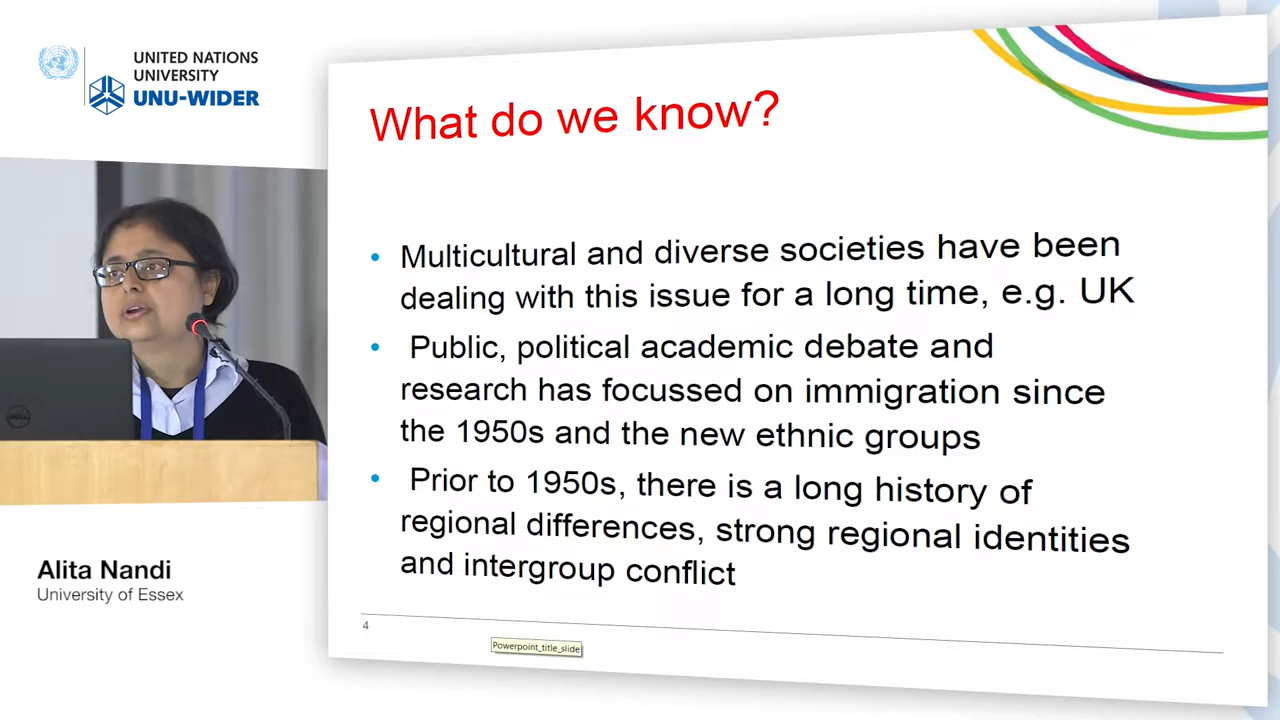 UNITED NATIONS
UNIVERSITY
UNU-WIDER
What do we know?
• Multicultural and diverse societies have been
dealing with this issue for a long time, e.g. UK
• Public, political academic debate and
research has focussed on immigration since
the 1950s and the new ethnic groups
• Prior to 1950s, there is a long history of
regional differences, strong regional identities
and intergroup conflict
4
Powerpoint_title_slide
Alita Nandi
University of Essex